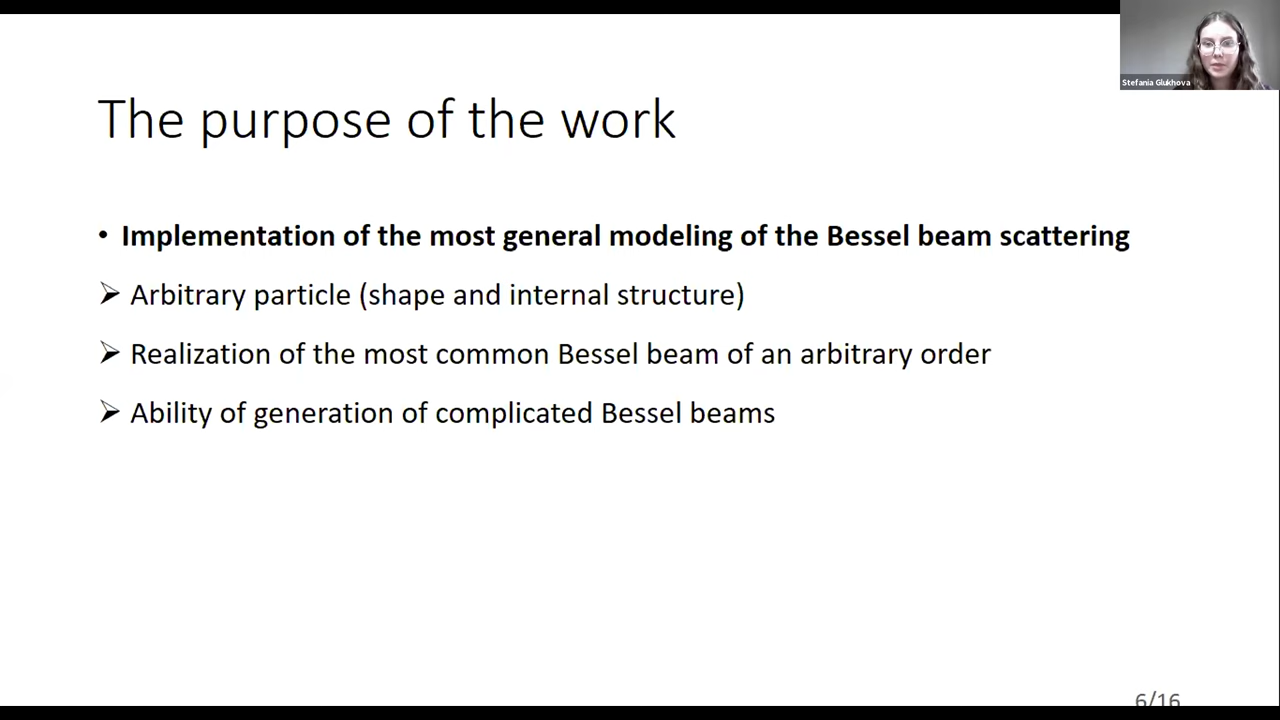 Stefania Glukhova
The purpose of the work
• Implementation of the most general modeling of the Bessel beam scattering
➢ Arbitrary particle (shape and internal structure)
➢ Realization of the most common Bessel beam of an arbitrary order
➢ Ability of generation of complicated Bessel beams
6/16